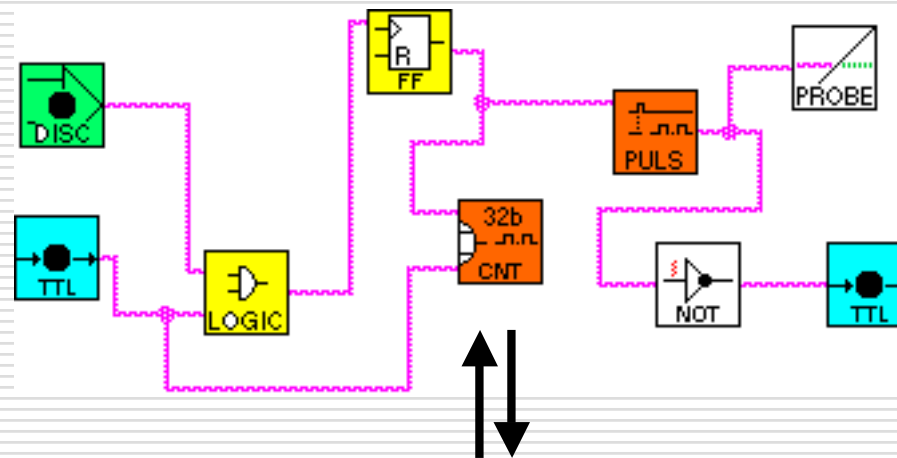 R
FF
DISC
PROBE
PULS
32b
CNT
TTL
LOGIC
NOT
TTL